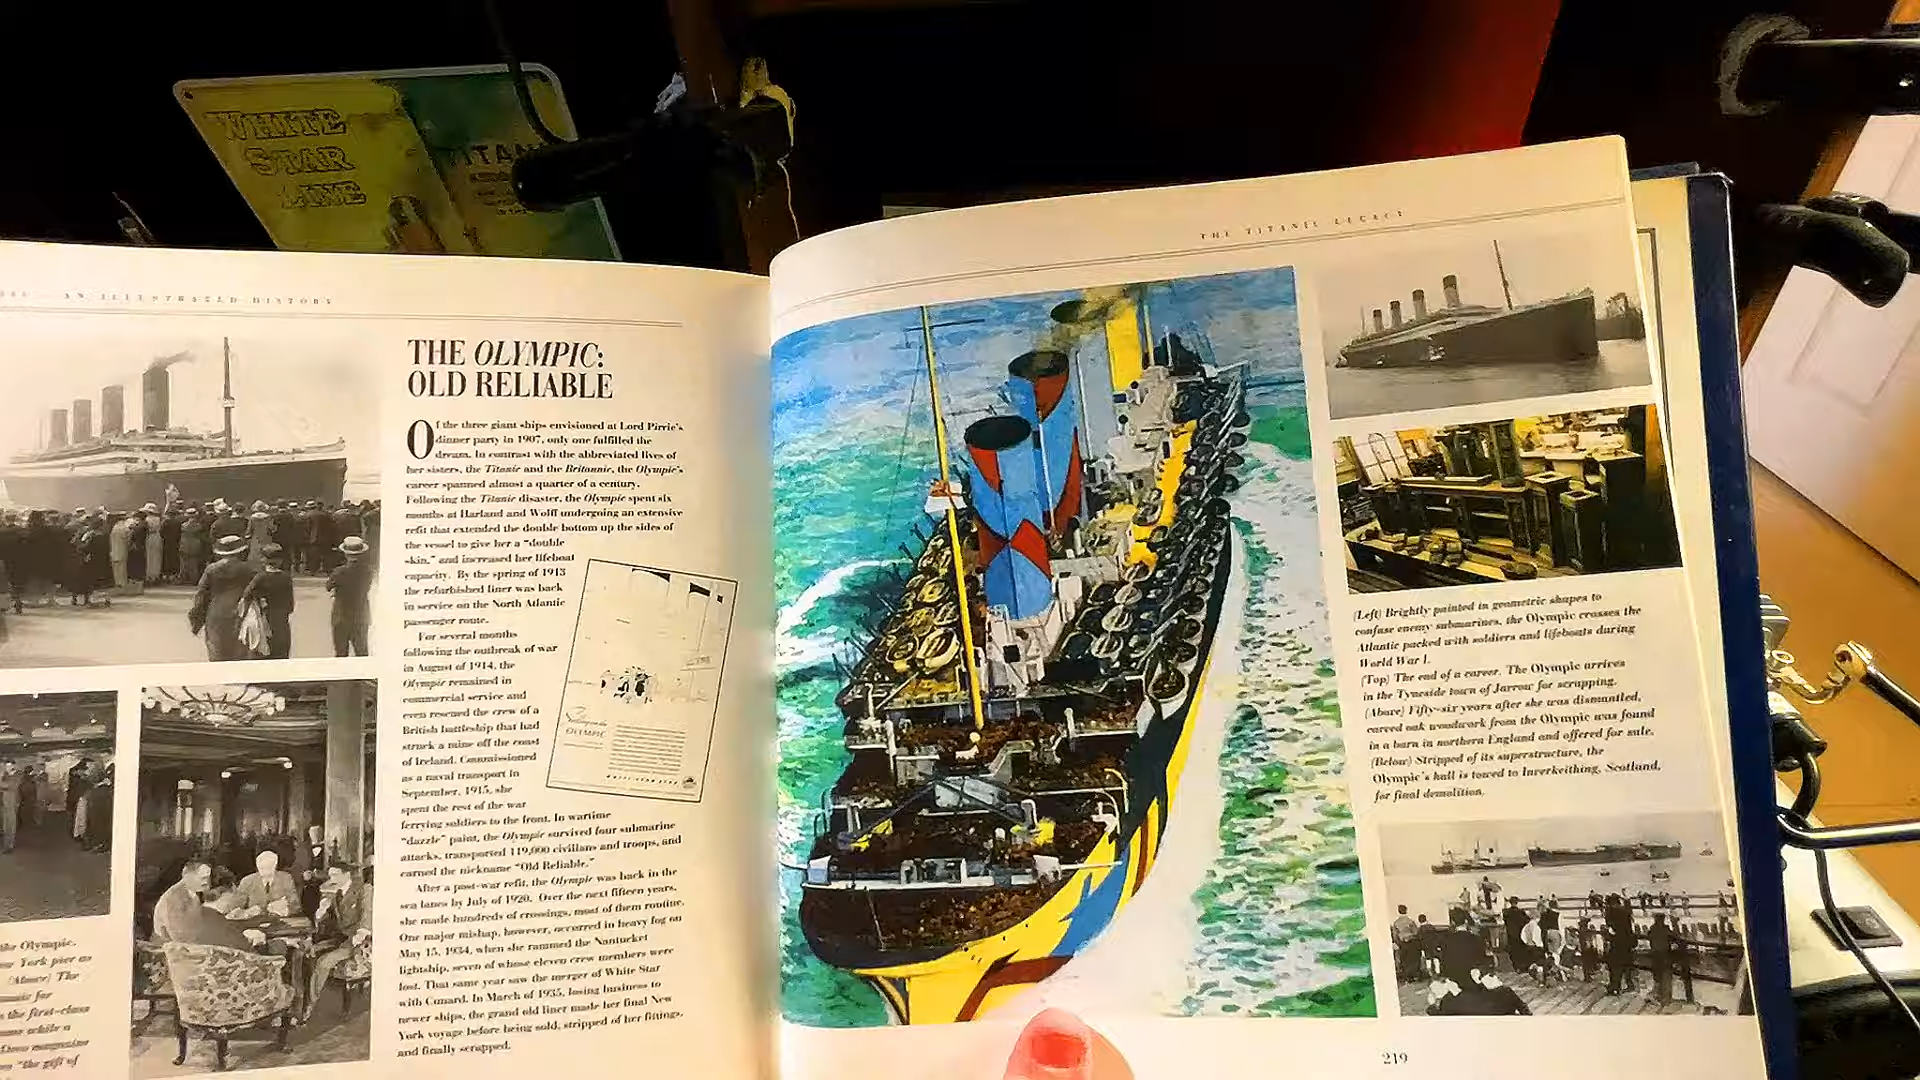 WHITE
STAR
LINE
TITANIC
AN ILLUSTRATED HISTORY
THE OLYMPIC:
OLD RELIABLE
Of the three giant ships envisioned at Lord Pirrie's
dinner party in 1907, only one fulfilled the
dream. In contrast with the abbreviated lives of
her sisters, the Titanic and the Britannic, the Olympic's
career spanned almost a quarter of a century.
Following the Titanic disaster, the Olympic spent six
months at Harland and Wolff undergoing an extensive
refit that extended the double bottom up the sides of
the vessel to give her a "double
skin," and increased her lifeboat
capacity. By the spring of 1913
the refurbished liner was back
in service on the North Atlantic
passenger route.
For several months
following the outbreak of war
in August of 1914, the
Olympic remained in
commercial service and
even rescued the crew of a
British battleship that had
struck a mine off the coast
of Ireland. Commissioned
as a naval transport in
September, 1915, she
spent the rest of the war
ferrying soldiers to the front. In wartime
"dazzle" paint, the Olympic survived four submarine
attacks, transported 119,000 civilians and troops, and
earned the nickname "Old Reliable."
After a post-war refit, the Olympic was back in the
sea lanes by July of 1920. Over the next fifteen years,
she made hundreds of crossings, most of them routine.
One major mishap, however, occurred in heavy fog on
May 15, 1934, when she rammed the Nantucket
lightship, seven of whose eleven crew members were
lost. That same year saw the merger of White Star
with Cunard. In March of 1935, losing business to
newer ships, the grand old liner made her final New
York voyage before being sold, stripped of her fittings,
and finally scrapped.
OLYMPIC
the Olympic.
York pier as
(Above) The
for
the first-class
while a
magazine
"the gift of
THE TITANIC LEGACY
(Left) Brightly painted in geometric shapes to
confuse enemy submarines, the Olympic crosses the
Atlantic packed with soldiers and lifeboats during
World War I.
(Top) The end of a career. The Olympic arrives
in the Tyneside town of Jarrow for scrapping.
(Above) Fifty-six years after she was dismantled,
carved oak woodwork from the Olympic was found
in a barn in northern England and offered for sale.
(Below) Stripped of its superstructure, the
Olympic's hull is towed to Inverkeithing, Scotland,
for final demolition.
219